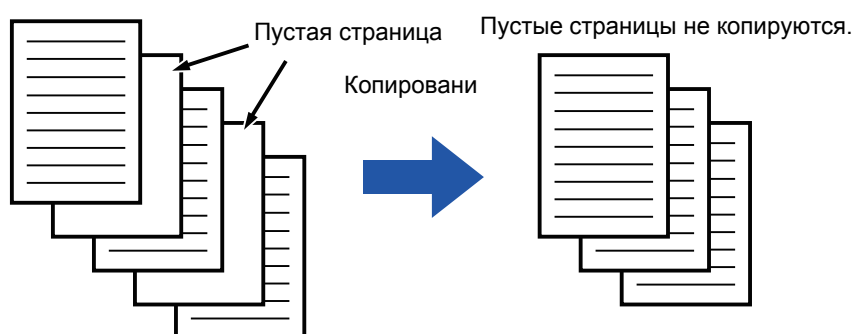 Пустая страница
Пустые страницы не копируются.
Копировани